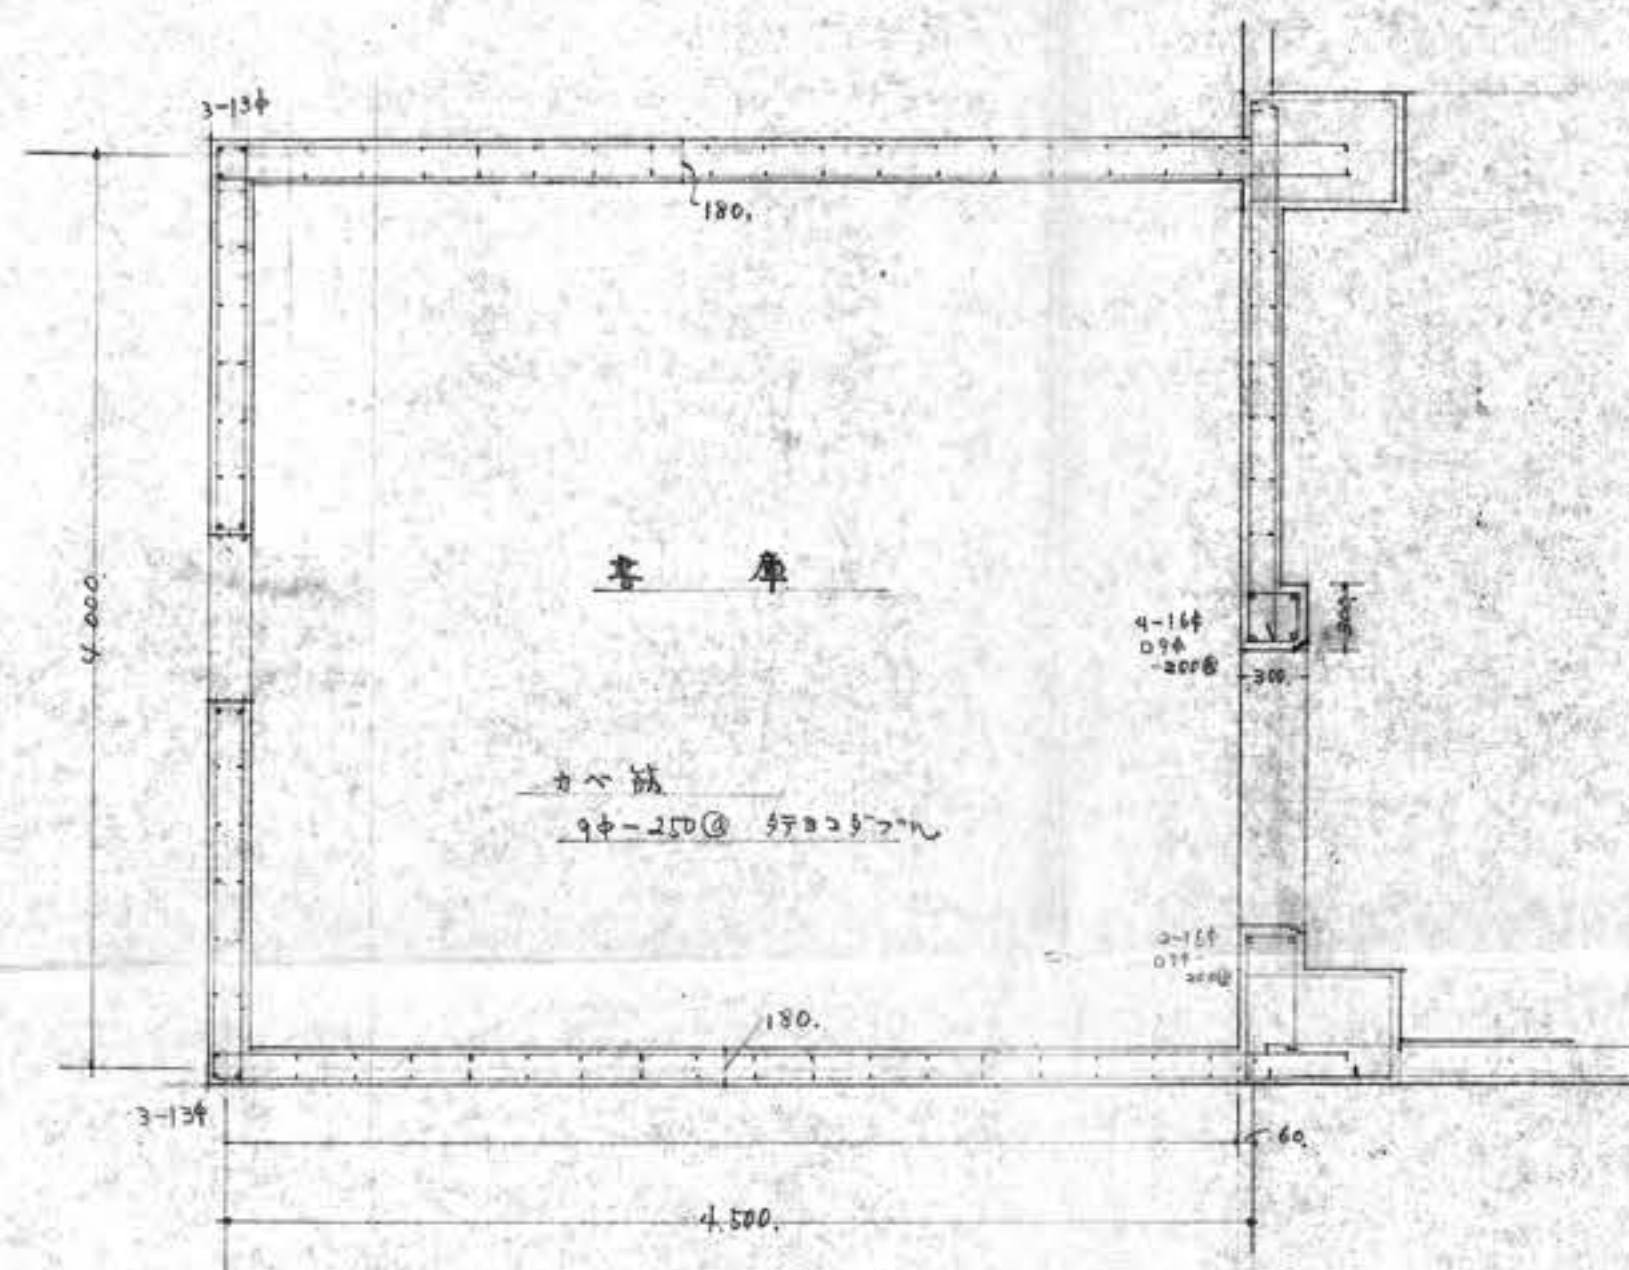 3-13φ
180.
4.000.
書庫
4-16φ
□9φ
-200@
300
300.
カベ筋
9φ-250@ タテヨコダブル
2-16φ
□9φ-
200@
180.
3-13φ
60.
4.500.